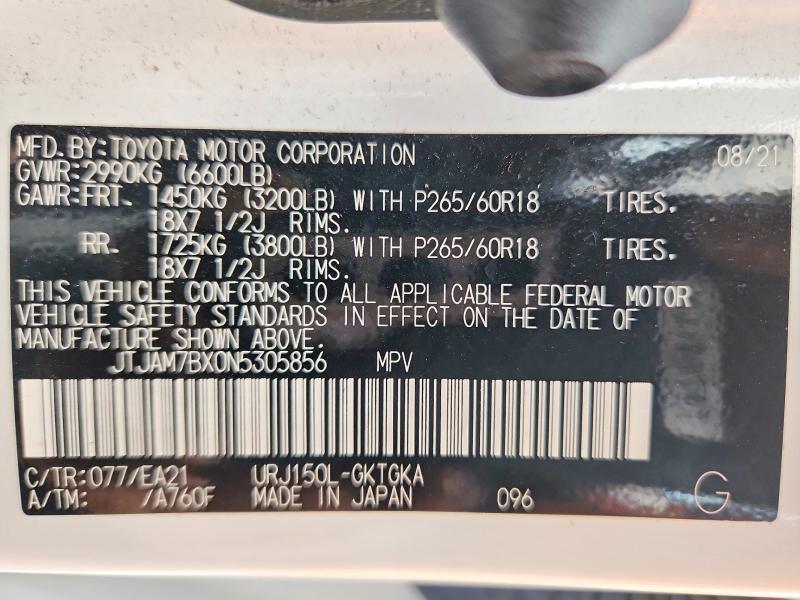 MFD. BY: TOYOTA MOTOR CORPORATION 08/21
GVWR: 2990KG (6600LB)
GAWR: FRT. 1450KG (3200LB) WITH P265/60R18 TIRES.
18X7 1/2J RIMS.
RR. 1725KG (3800LB) WITH P265/60R18 TIRES.
18X7 1/2J RIMS.
THIS VEHICLE CONFORMS TO ALL APPLICABLE FEDERAL MOTOR
VEHICLE SAFETY STANDARDS IN EFFECT ON THE DATE OF
MANUFACTURE SHOWN ABOVE.
JTJAM7BX0N5305856 MPV
C/TR: 077/EA21 URJ150L-GKTGKA
A/TM: /A760F MADE IN JAPAN 096 G